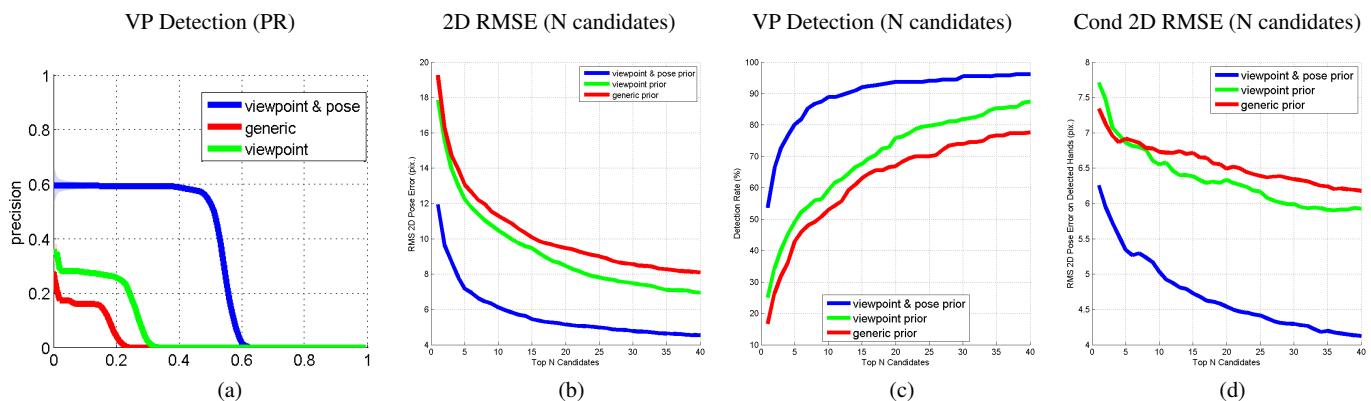 VP Detection (PR)
2D RMSE (N candidates)
VP Detection (N candidates)
Cond 2D RMSE (N candidates)
precision
1
0.8
0.6
0.4
0.2
0
viewpoint & pose
generic
viewpoint
0 0.2 0.4 0.6 0.8 1
(a)
RMS 2D Pose Error (pix.)
20
18
16
14
12
10
8
6
4
viewpoint & pose prior
viewpoint prior
generic prior
0 5 10 15 20 25 30 35 40
Top N Candidates
(b)
Detection Rate (%)
100
90
80
70
60
50
40
30
20
10
viewpoint & pose prior
viewpoint prior
generic prior
0 5 10 15 20 25 30 35 40
Top N Candidates
(c)
RMS 2D Pose Error on Detected Hands (pix.)
8
7.5
7
6.5
6
5.5
5
4.5
4
viewpoint & pose prior
viewpoint prior
generic prior
0 5 10 15 20 25 30 35 40
Top N Candidates
(d)